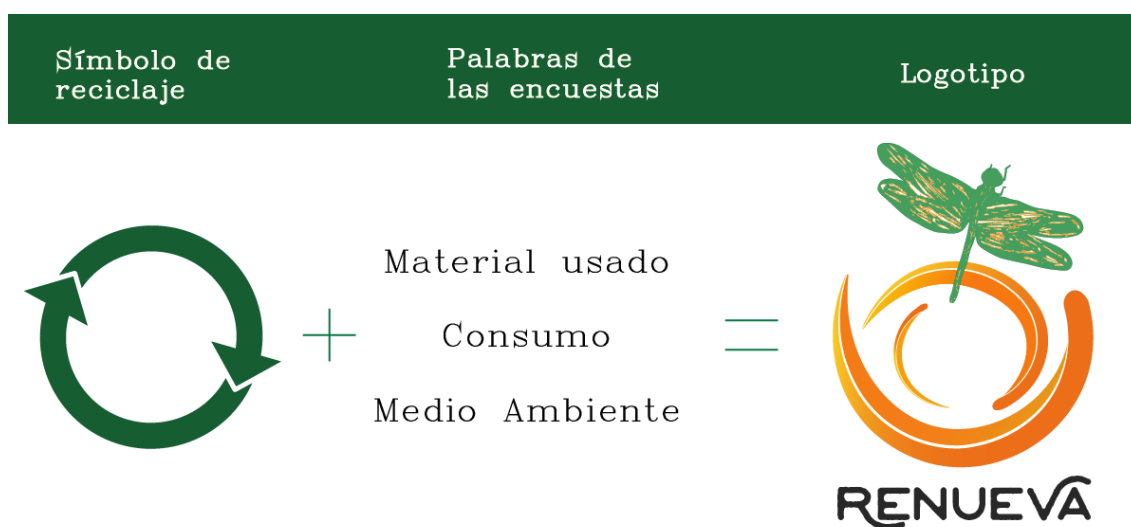 Símbolo de
reciclaje
Palabras de
las encuestas
Logotipo
Material usado
Consumo
Medio Ambiente
RENUEVA